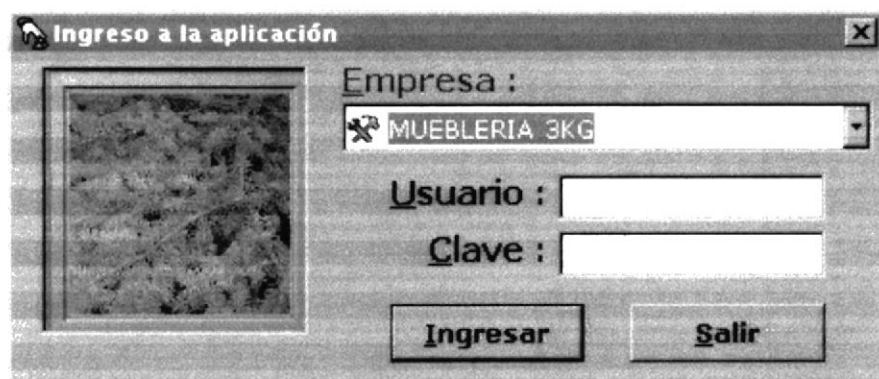 Ingreso a la aplicación
Empresa :
MUEBLERIA 3KG
Usuario :
Clave :
Ingresar
Salir